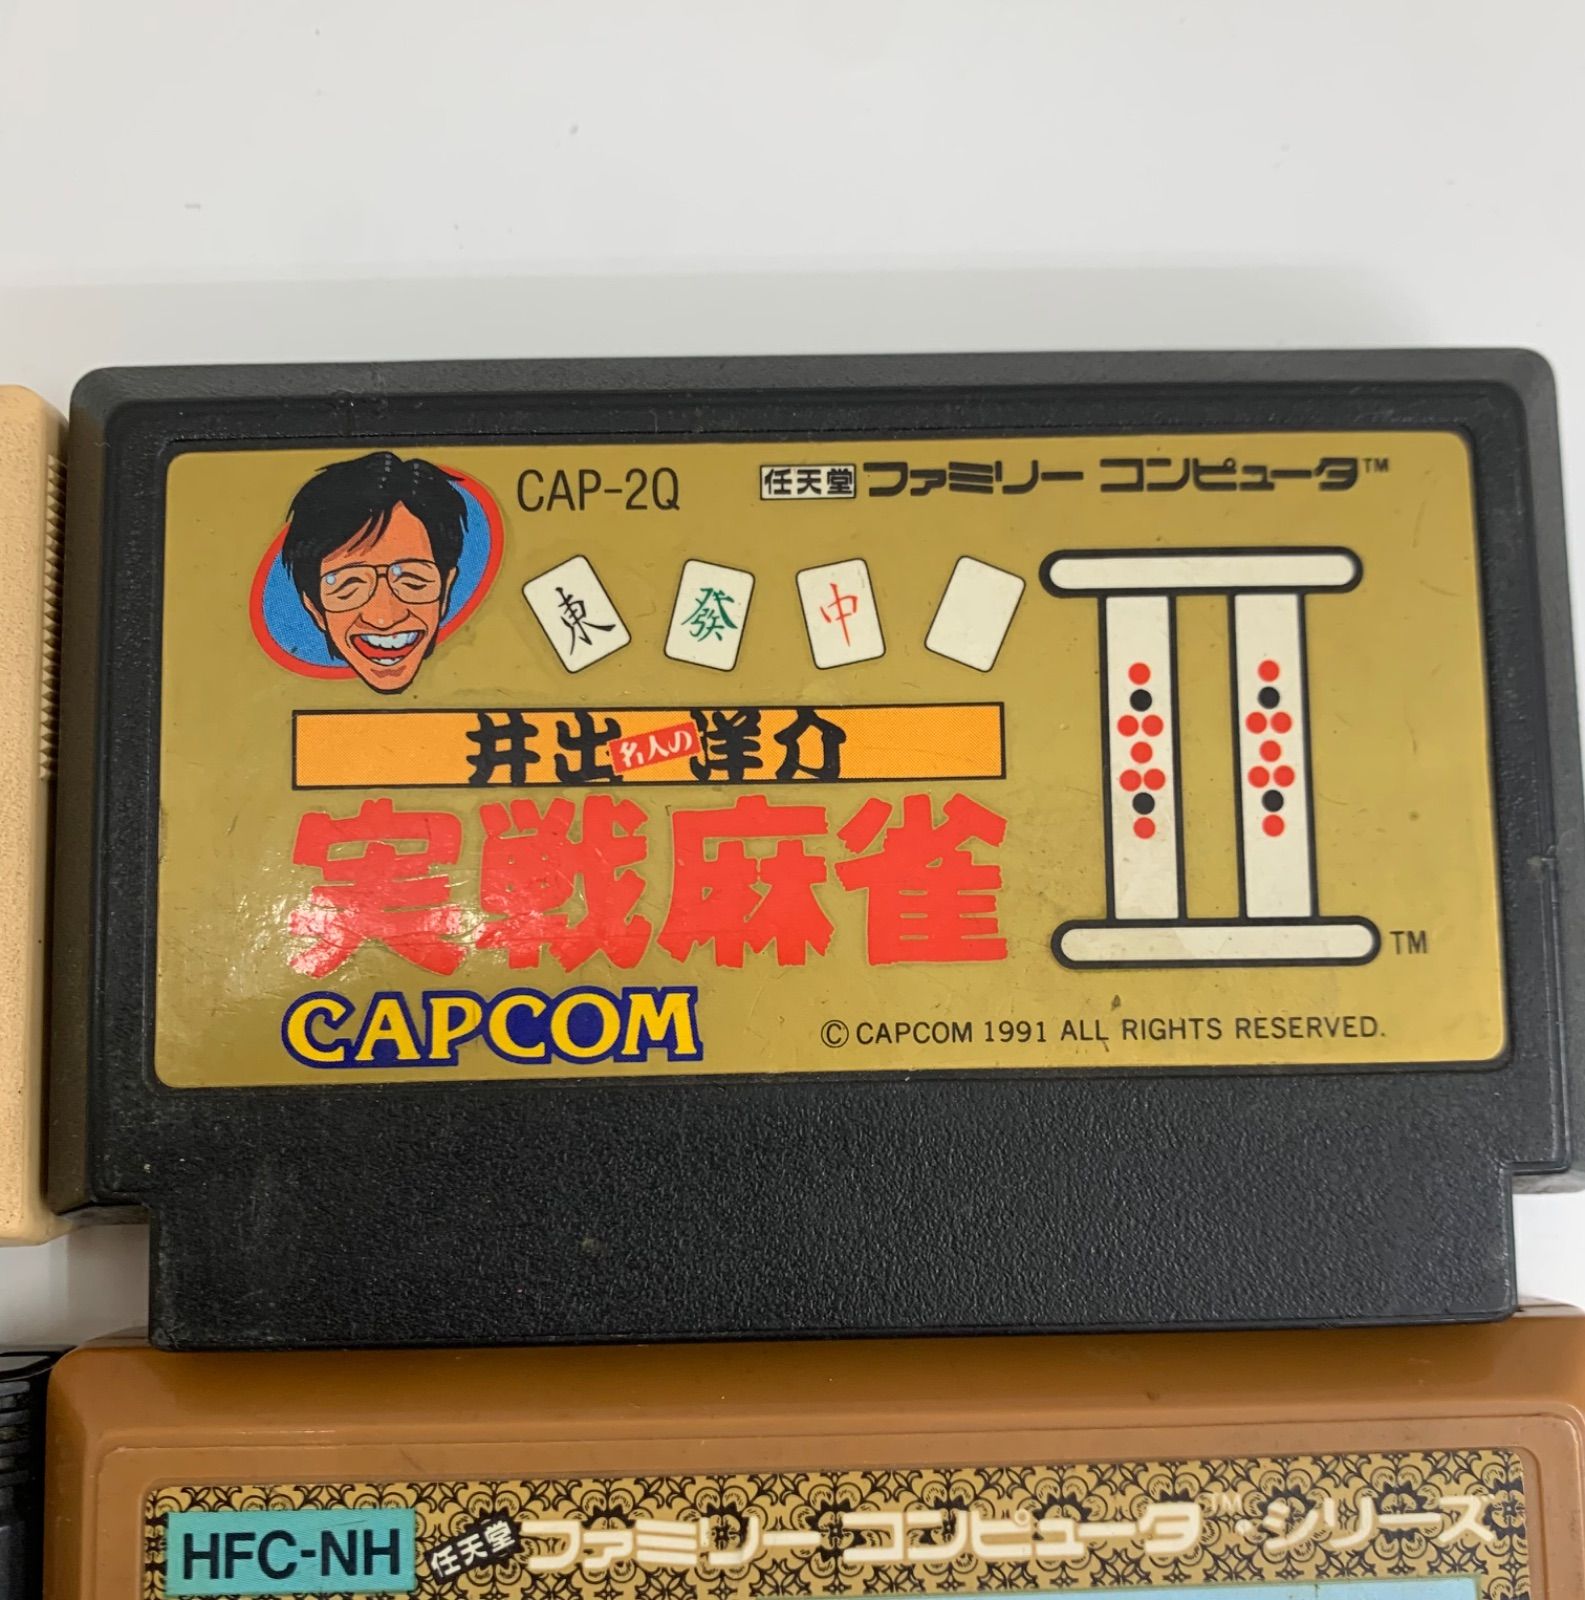 CAP-2Q
任天堂 ファミリー コンピュータ™
東 發 中
井出 名人の 洋介
実戦麻雀
II TM
CAPCOM
© CAPCOM 1991 ALL RIGHTS RESERVED.
HFC-NH 任天堂 ファミリー コンピュータ™・シリーズ